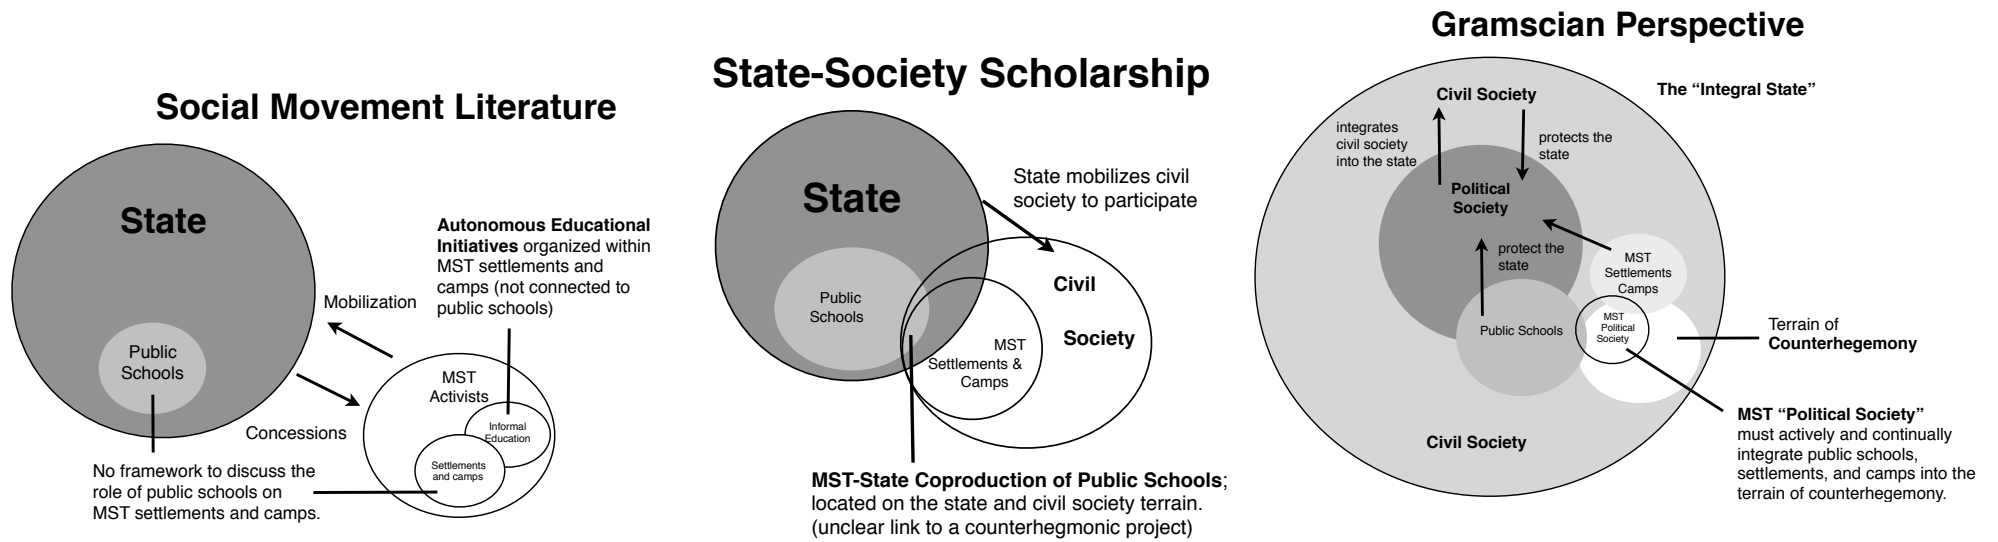 Social Movement Literature
State
Public
Schools
Mobilization
Concessions
Autonomous Educational
Initiatives organized within
MST settlements and
camps (not connected to
public schools)
MST
Activists
Informal
Education
Settlements
and camps
No framework to discuss the
role of public schools on
MST settlements and camps.
State-Society Scholarship
State
Public
Schools
State mobilizes civil
society to participate
Civil
Society
MST
Settlements &
Camps
MST-State Coproduction of Public Schools;
located on the state and civil society terrain.
(unclear link to a counterhegmonic project)
Gramscian Perspective
The “Integral State”
Civil Society
integrates
civil society
into the state
protects the
state
Political
Society
protect the
state
MST
Settlements
Camps
Public Schools
MST
Political
Society
Terrain of
Counterhegemony
Civil Society
MST “Political Society”
must actively and continually
integrate public schools,
settlements, and camps into the
terrain of counterhegemony.